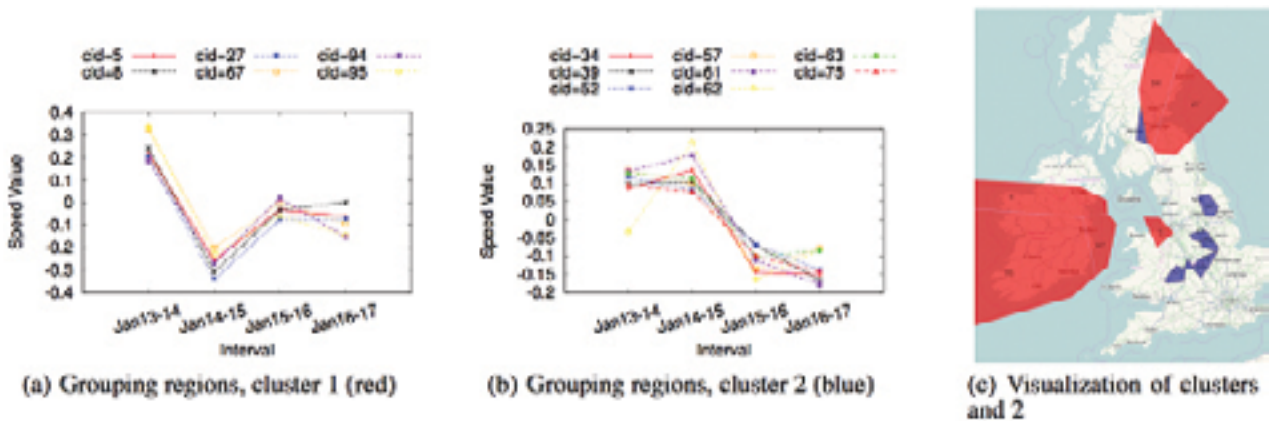 cid=5 cid=27 cid=94
cid=6 cid=67 cid=95
0.4
0.3
0.2
0.1
0
-0.1
-0.2
-0.3
-0.4
Speed Value
Jan13-14 Jan14-15 Jan15-16 Jan16-17
Interval
(a) Grouping regions, cluster 1 (red)
cid=34 cid=57 cid=63
cid=39 cid=61 cid=75
cid=52 cid=62
0.25
0.2
0.15
0.1
0.05
0
-0.05
-0.1
-0.15
-0.2
Speed Value
Jan13-14 Jan14-15 Jan15-16 Jan16-17
Interval
(b) Grouping regions, cluster 2 (blue)
(c) Visualization of clusters
and 2